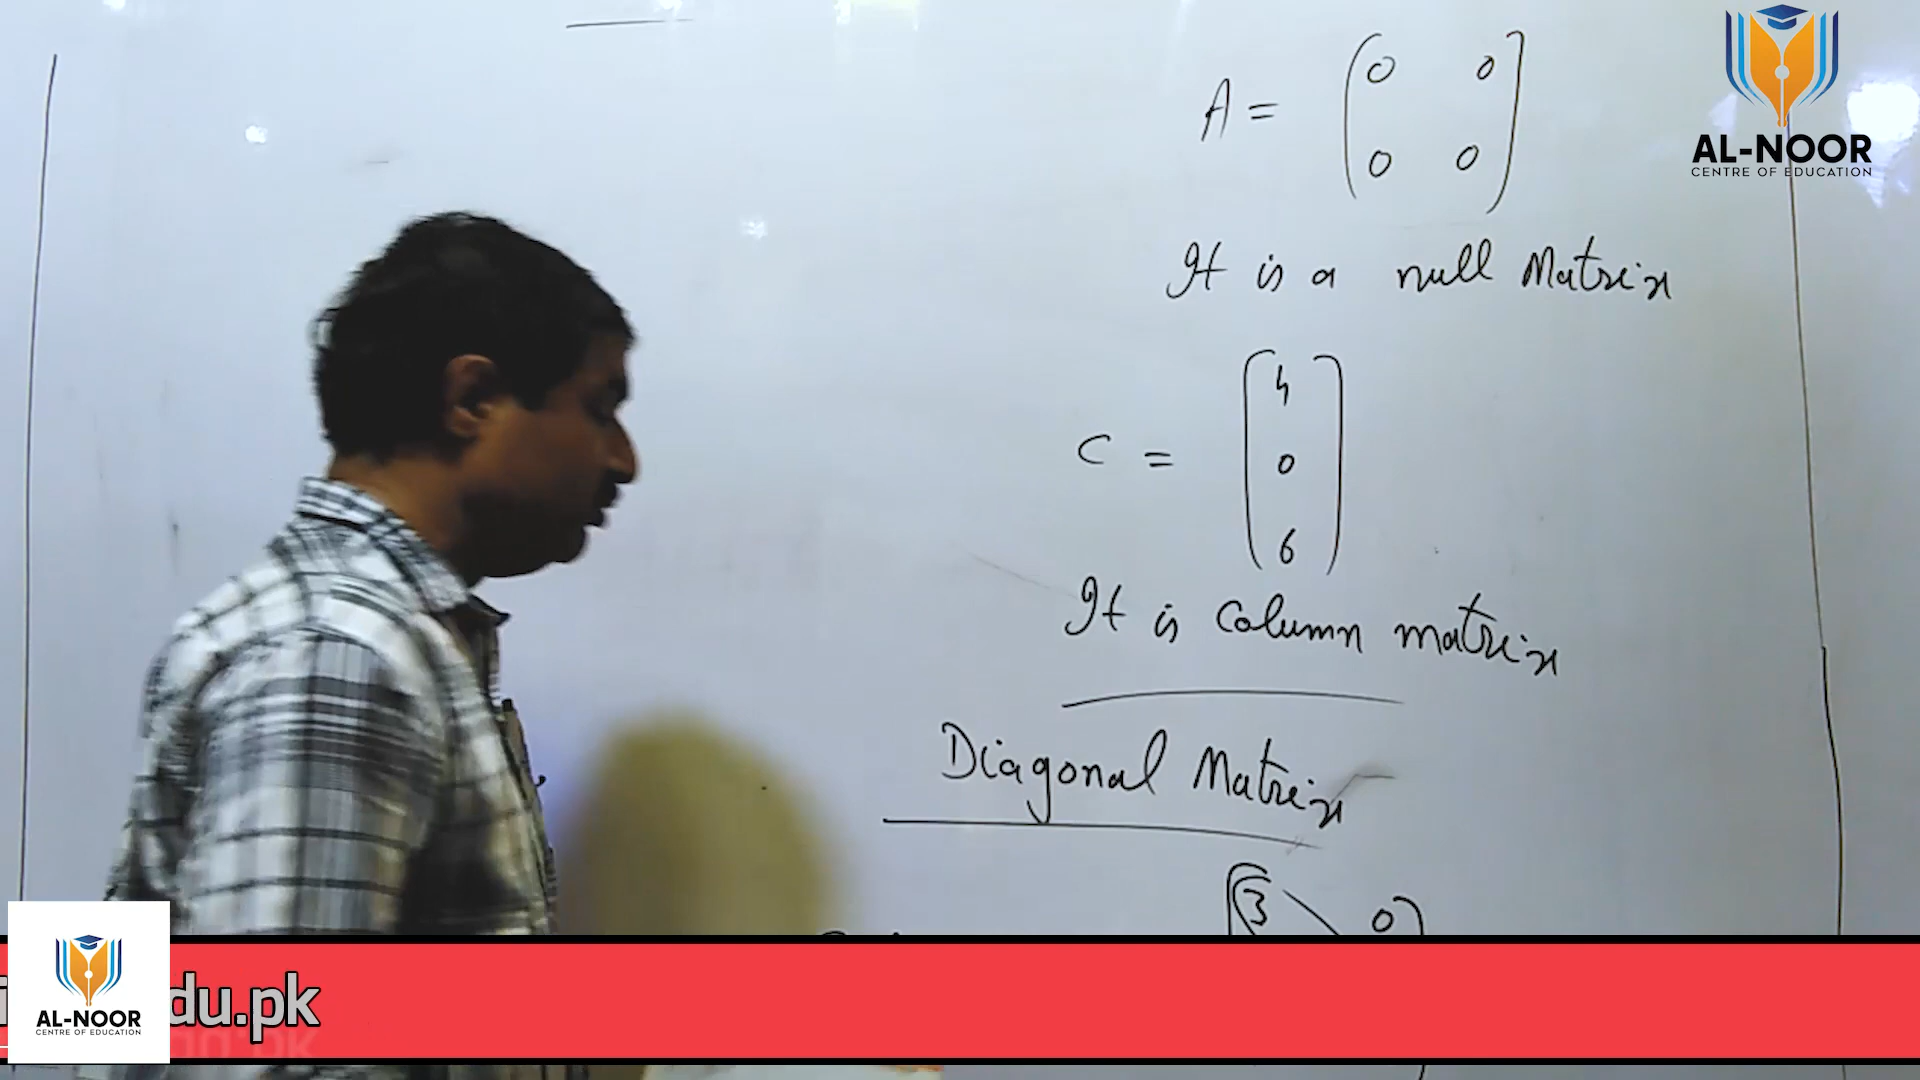 A = [0 0
0 0]
It is a null Matrix
C = [4
0
6]
It is column matrix
Diagonal Matrix
[3 0]
AL-NOOR
CENTRE OF EDUCATION
du.pk
AL-NOOR
CENTRE OF EDUCATION